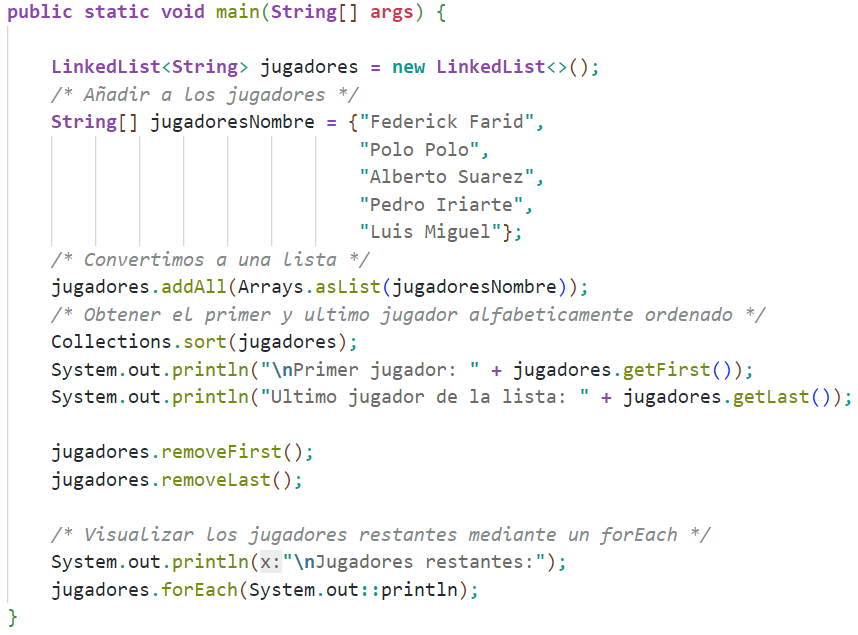 public static void main(String[] args) {
LinkedList<String> jugadores = new LinkedList<>();
/* Añadir a los jugadores */
String[] jugadoresNombre = {"Federick Farid",
"Polo Polo",
"Alberto Suarez",
"Pedro Iriarte",
"Luis Miguel"};
/* Convertimos a una lista */
jugadores.addAll(Arrays.asList(jugadoresNombre));
/* Obtener el primer y ultimo jugador alfabeticamente ordenado */
Collections.sort(jugadores);
System.out.println("\nPrimer jugador: " + jugadores.getFirst());
System.out.println("Ultimo jugador de la lista: " + jugadores.getLast());
jugadores.removeFirst();
jugadores.removeLast();
/* Visualizar los jugadores restantes mediante un forEach */
System.out.println(x:"\nJugadores restantes:");
jugadores.forEach(System.out::println);
}